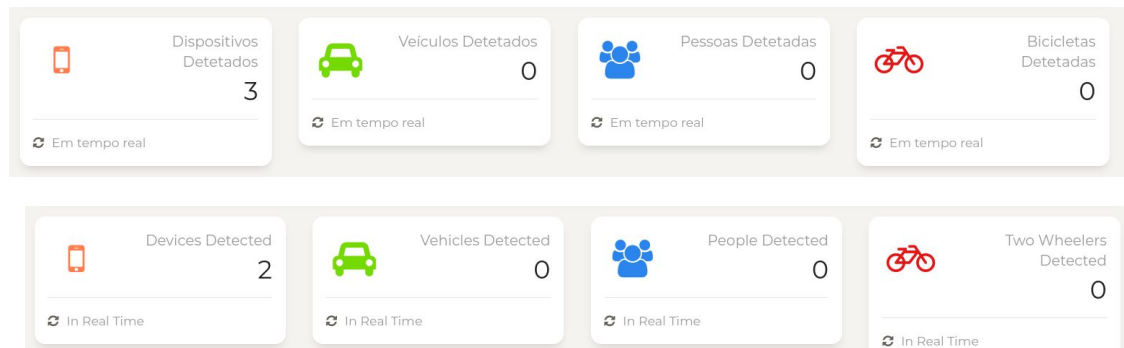 Dispositivos
Detetados
3
Em tempo real
Veículos Detetados
0
Em tempo real
Pessoas Detetadas
0
Em tempo real
Bicicletas
Detetadas
0
Em tempo real
Devices Detected
2
In Real Time
Vehicles Detected
0
In Real Time
People Detected
0
In Real Time
Two Wheelers
Detected
0
In Real Time